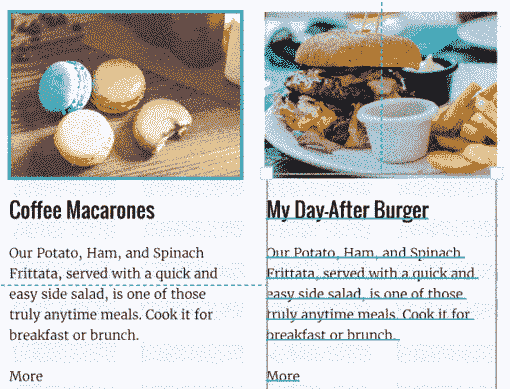 Coffee Macarones
Our Potato, Ham, and Spinach
Frittata, served with a quick and
easy side salad, is one of those
truly anytime meals. Cook it for
breakfast or brunch.
More
My Day-After Burger
Our Potato, Ham, and Spinach
Frittata, served with a quick and
easy side salad, is one of those
truly anytime meals. Cook it for
breakfast or brunch.
More